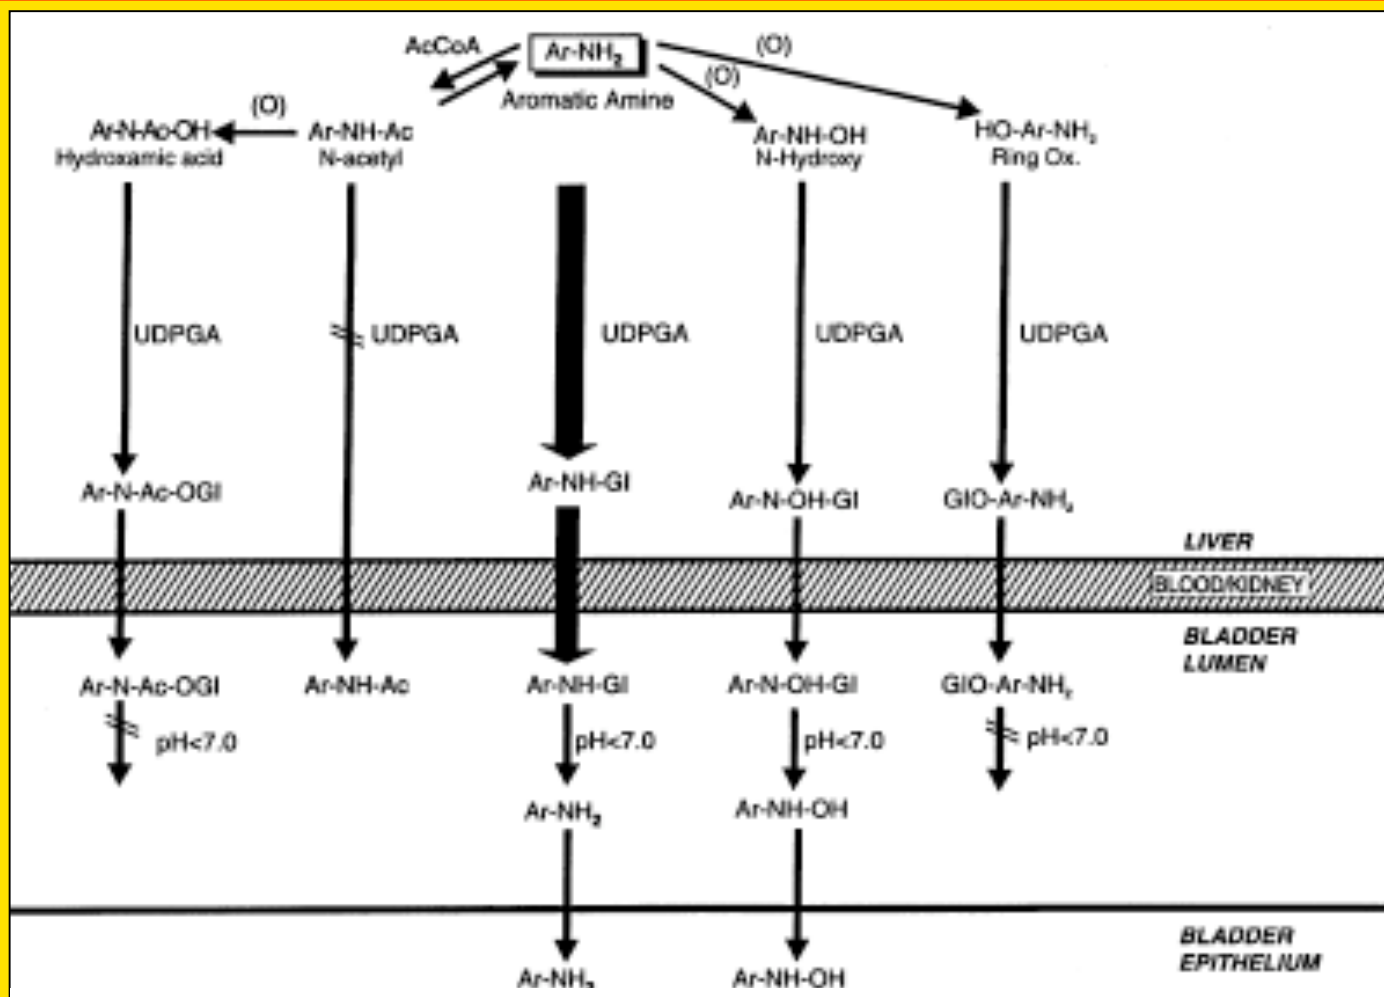 AcCoA
Ar-NH₂
(O)
(O)
Aromatic Amine
(O)
Ar-N-Ac-OH
Hydroxamic acid
Ar-NH-Ac
N-acetyl
Ar-NH-OH
N-Hydroxy
HO-Ar-NH₂
Ring Ox.
UDPGA
UDPGA
UDPGA
UDPGA
UDPGA
Ar-N-Ac-OGl
Ar-NH-Gl
Ar-N-OH-Gl
GlO-Ar-NH₂
LIVER
BLOOD/KIDNEY
BLADDER
LUMEN
Ar-N-Ac-OGl
Ar-NH-Ac
Ar-NH-Gl
Ar-N-OH-Gl
GlO-Ar-NH₂
pH<7.0
pH<7.0
pH<7.0
pH<7.0
Ar-NH₂
Ar-NH-OH
BLADDER
EPITHELIUM
Ar-NH₂
Ar-NH-OH